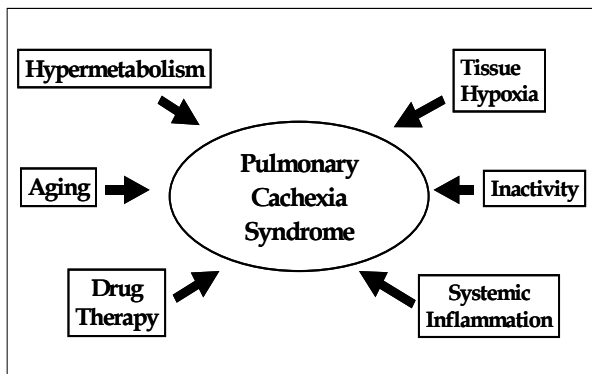 Hypermetabolism
Tissue
Hypoxia
Pulmonary
Cachexia
Syndrome
Aging
Inactivity
Drug
Therapy
Systemic
Inflammation